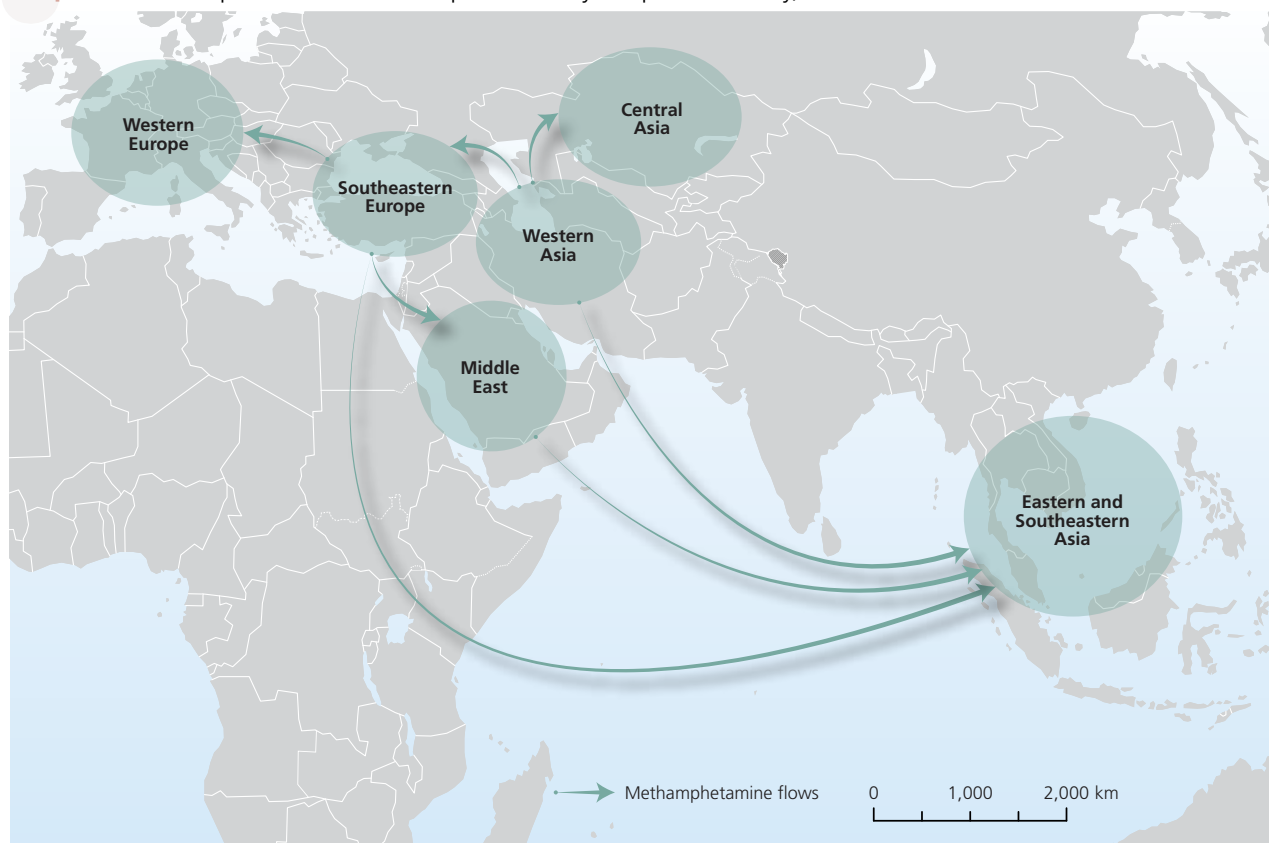 Western
Europe
Central
Asia
Southeastern
Europe
Western
Asia
Middle
East
Eastern and
Southeastern
Asia
Methamphetamine flows
0 1,000 2,000 km